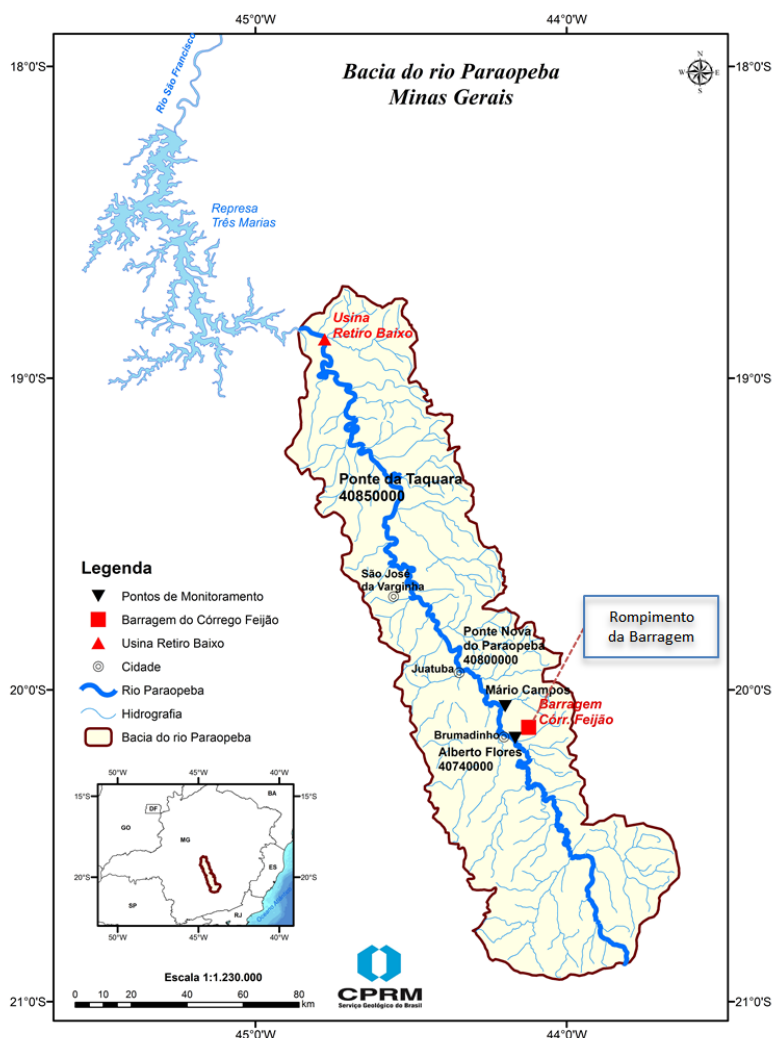 45°0'W
44°0'W
18°0'S
18°0'S
Bacia do rio Paraopeba
Minas Gerais
N
W
E
S
Rio São Francisco
Represa
Três Marias
Usina
Retiro Baixo
19°0'S
19°0'S
Ponte da Taquara
40850000
São José
da Varginha
Ponte Nova
do Paraopeba
40800000
Rompimento
da Barragem
Juatuba
20°0'S
20°0'S
Mário Campos
Barragem
Córr. Feijão
Brumadinho
Alberto Flores
40740000
Legenda
Pontos de Monitoramento
Barragem do Córrego Feijão
Usina Retiro Baixo
Cidade
Rio Paraopeba
Hidrografia
Bacia do rio Paraopeba
50°W
45°W
40°W
15°S
15°S
BA
DF
GO
MG
ES
20°S
20°S
SP
RJ
50°W
45°W
40°W
Escala 1:1.230.000
0 10 20 40 60 80
km
CPRM
Serviço Geológico do Brasil
21°0'S
21°0'S
45°0'W
44°0'W